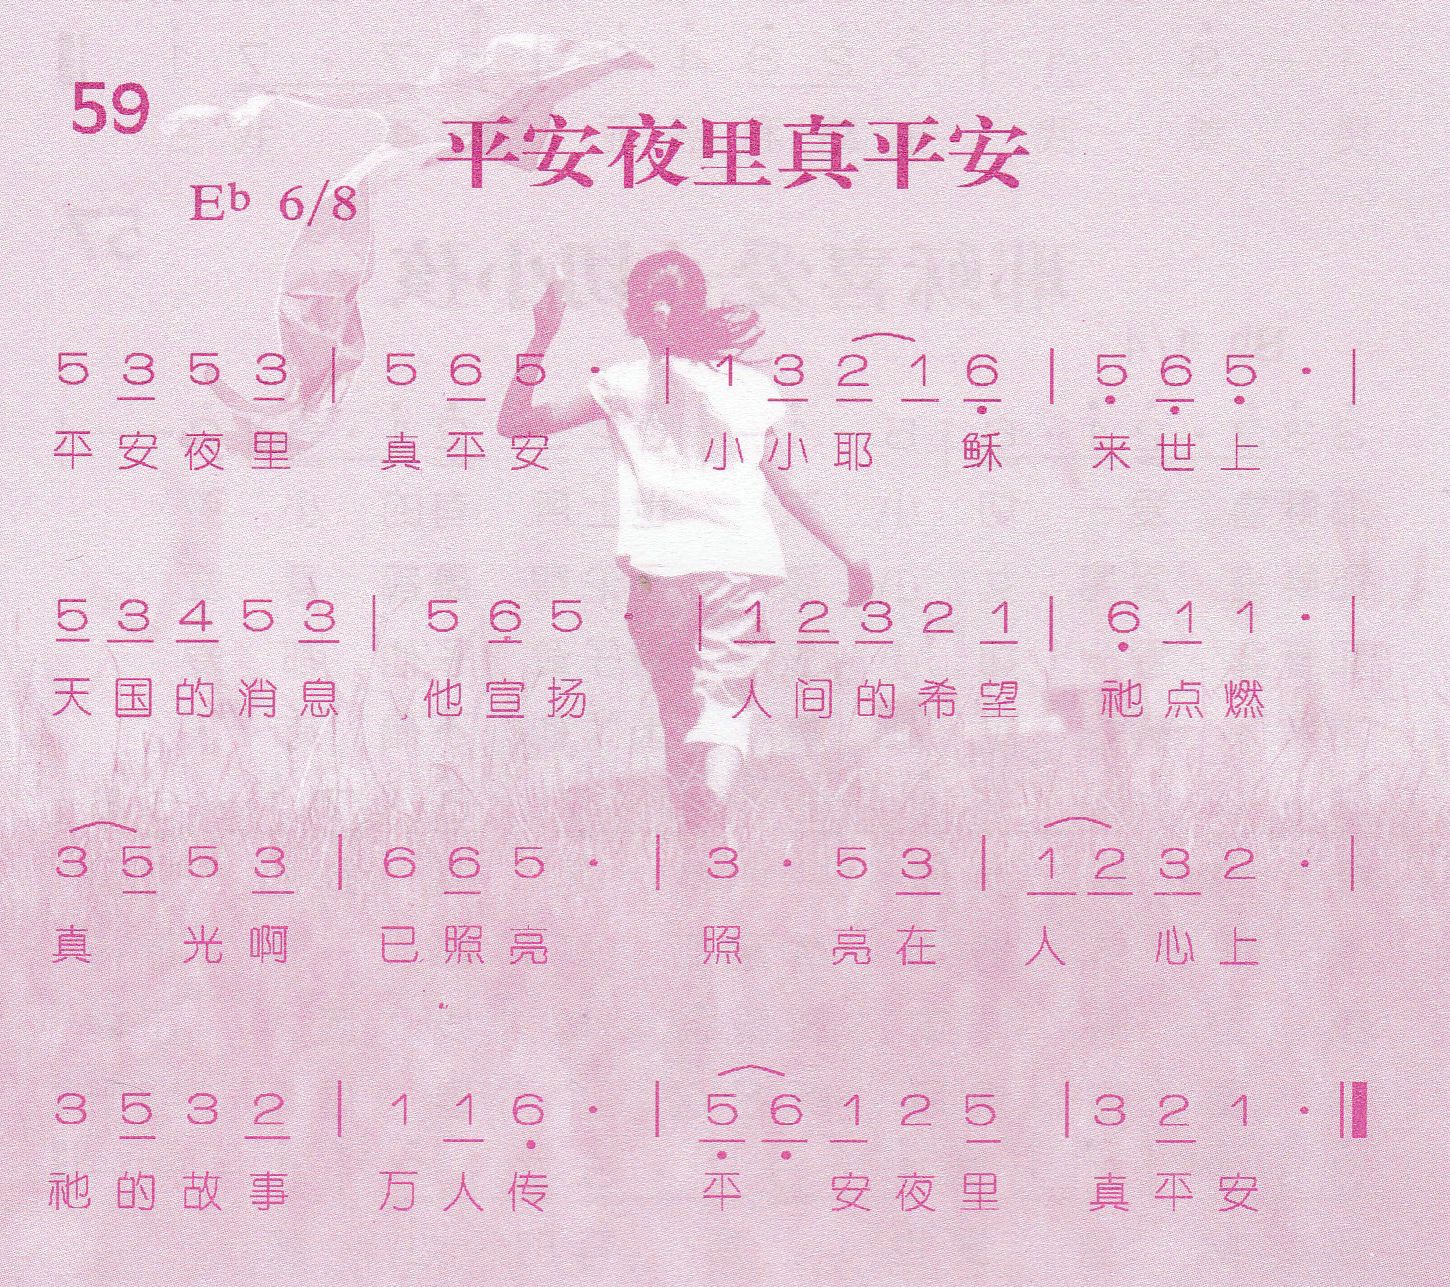 59
平安夜里真平安
E♭ 6/8
5 3 5 3 | 5 6 5 · | 1 3 2 1 6 | 5 6 5 · |
平安夜里 真平安 小小耶 稣 来世上
5 3 4 5 3 | 5 6 5 · | 1 2 3 2 1 | 6 1 1 · |
天国的消息 他宣扬 人间的希望 祂点燃
3 5 5 3 | 6 6 5 · | 3 · 5 3 | 1 2 3 2 · |
真 光啊 已照亮 照 亮在 人 心上
3 5 3 2 | 1 1 6 · | 5 6 1 2 5 | 3 2 1 · ‖
祂的故事 万人传 平 安夜里 真平安